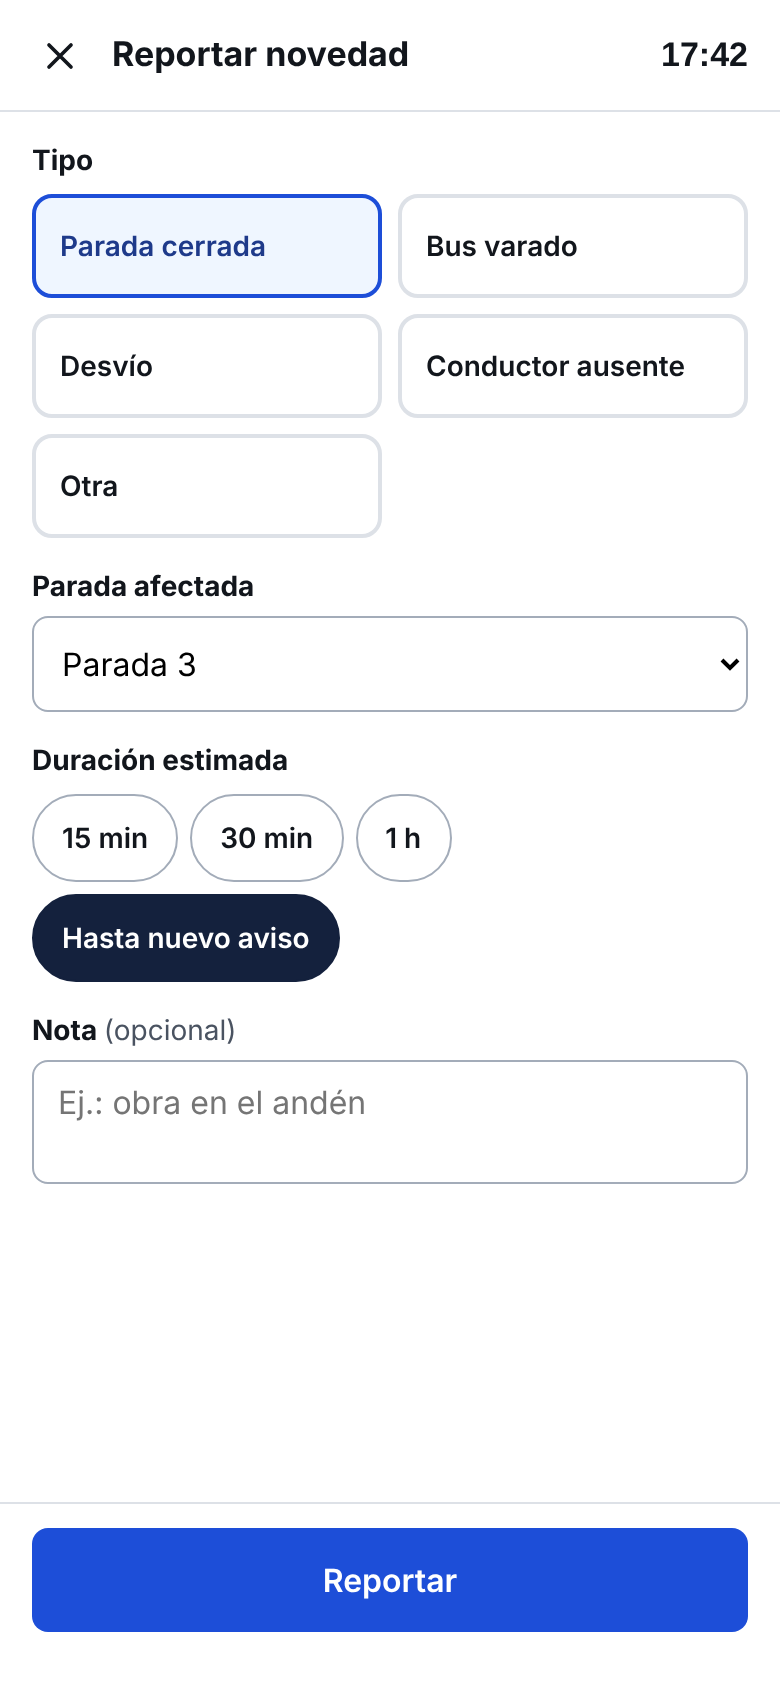 Reportar novedad 17:42
Tipo
Parada cerrada Bus varado
Desvío Conductor ausente
Otra
Parada afectada
Parada 3
Duración estimada
15 min 30 min 1 h
Hasta nuevo aviso
Nota (opcional)
Ej.: obra en el andén
Reportar